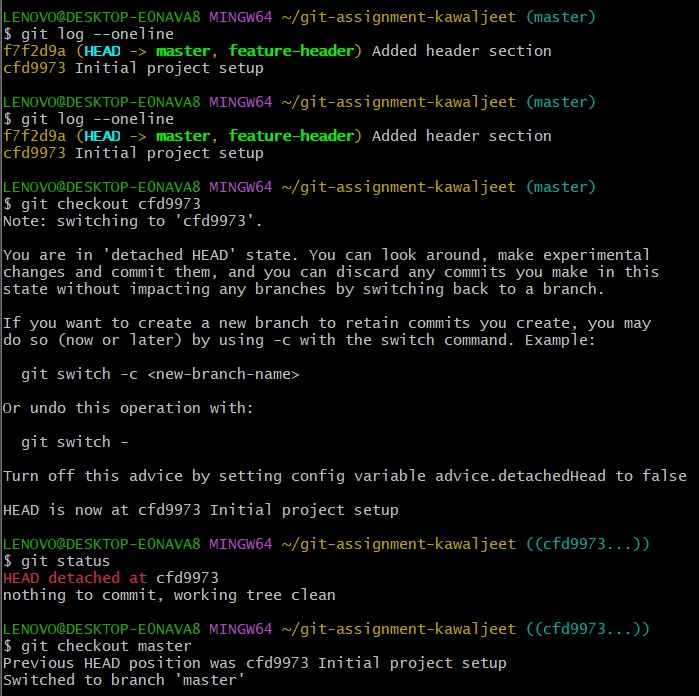 LENOVO@DESKTOP-E0NAVA8 MINGW64 ~/git-assignment-kawaljeet (master)
$ git log --oneline
f7f2d9a (HEAD -> master, feature-header) Added header section
cfd9973 Initial project setup
LENOVO@DESKTOP-E0NAVA8 MINGW64 ~/git-assignment-kawaljeet (master)
$ git log --oneline
f7f2d9a (HEAD -> master, feature-header) Added header section
cfd9973 Initial project setup
LENOVO@DESKTOP-E0NAVA8 MINGW64 ~/git-assignment-kawaljeet (master)
$ git checkout cfd9973
Note: switching to 'cfd9973'.
You are in 'detached HEAD' state. You can look around, make experimental
changes and commit them, and you can discard any commits you make in this
state without impacting any branches by switching back to a branch.
If you want to create a new branch to retain commits you create, you may
do so (now or later) by using -c with the switch command. Example:
git switch -c <new-branch-name>
Or undo this operation with:
git switch -
Turn off this advice by setting config variable advice.detachedHead to false
HEAD is now at cfd9973 Initial project setup
LENOVO@DESKTOP-E0NAVA8 MINGW64 ~/git-assignment-kawaljeet ((cfd9973...))
$ git status
HEAD detached at cfd9973
nothing to commit, working tree clean
LENOVO@DESKTOP-E0NAVA8 MINGW64 ~/git-assignment-kawaljeet ((cfd9973...))
$ git checkout master
Previous HEAD position was cfd9973 Initial project setup
Switched to branch 'master'